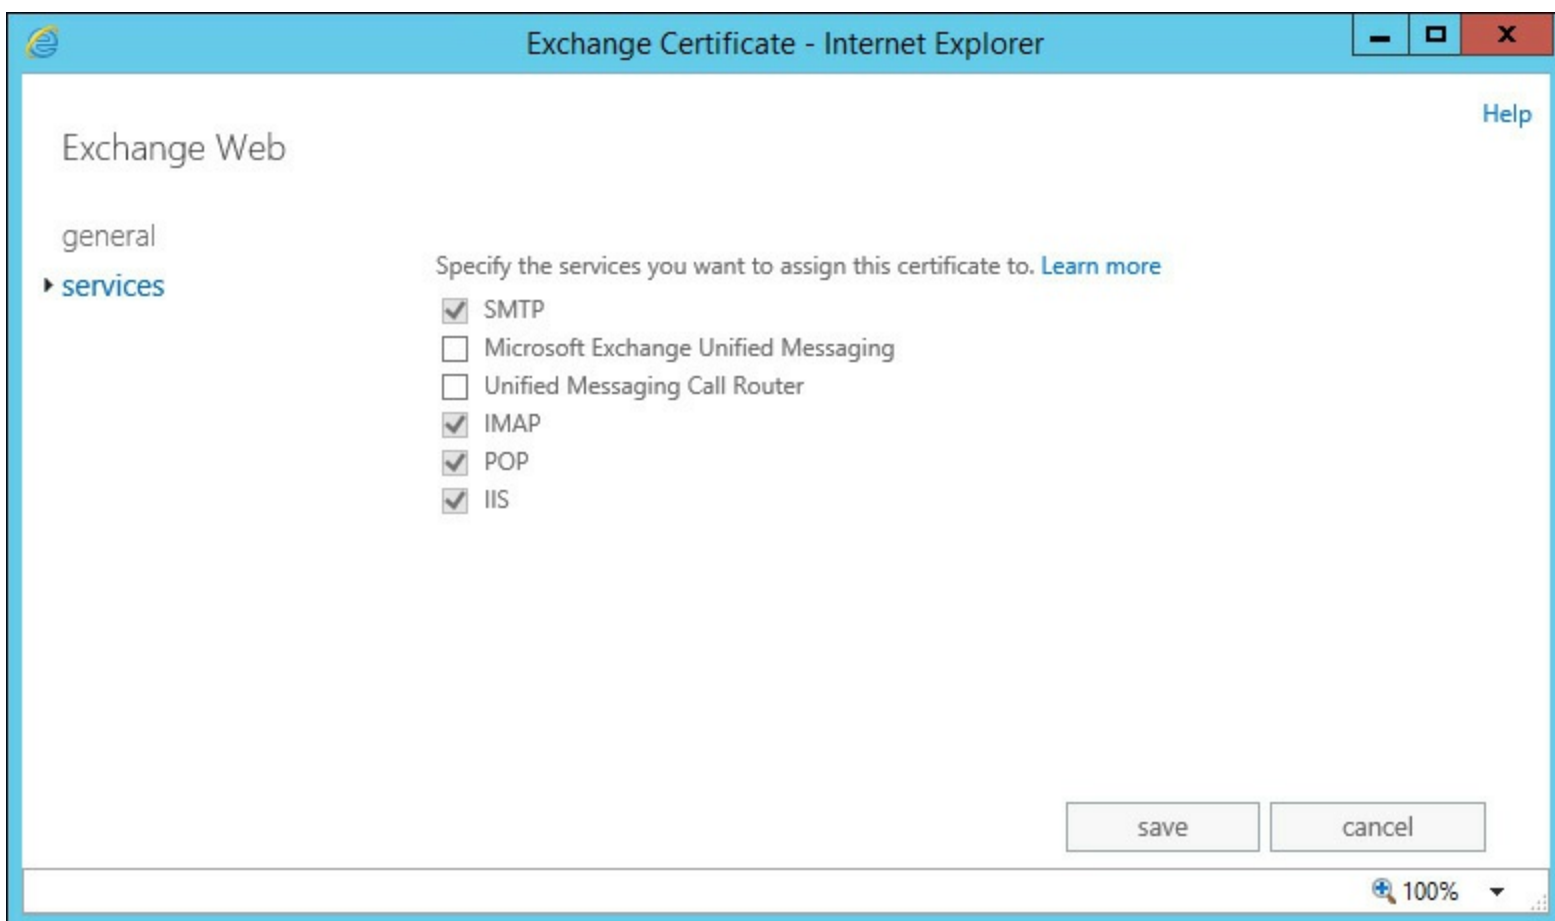 Exchange Certificate - Internet Explorer
Help
Exchange Web
general
services
Specify the services you want to assign this certificate to. Learn more
SMTP
Microsoft Exchange Unified Messaging
Unified Messaging Call Router
IMAP
POP
IIS
save
cancel
100%